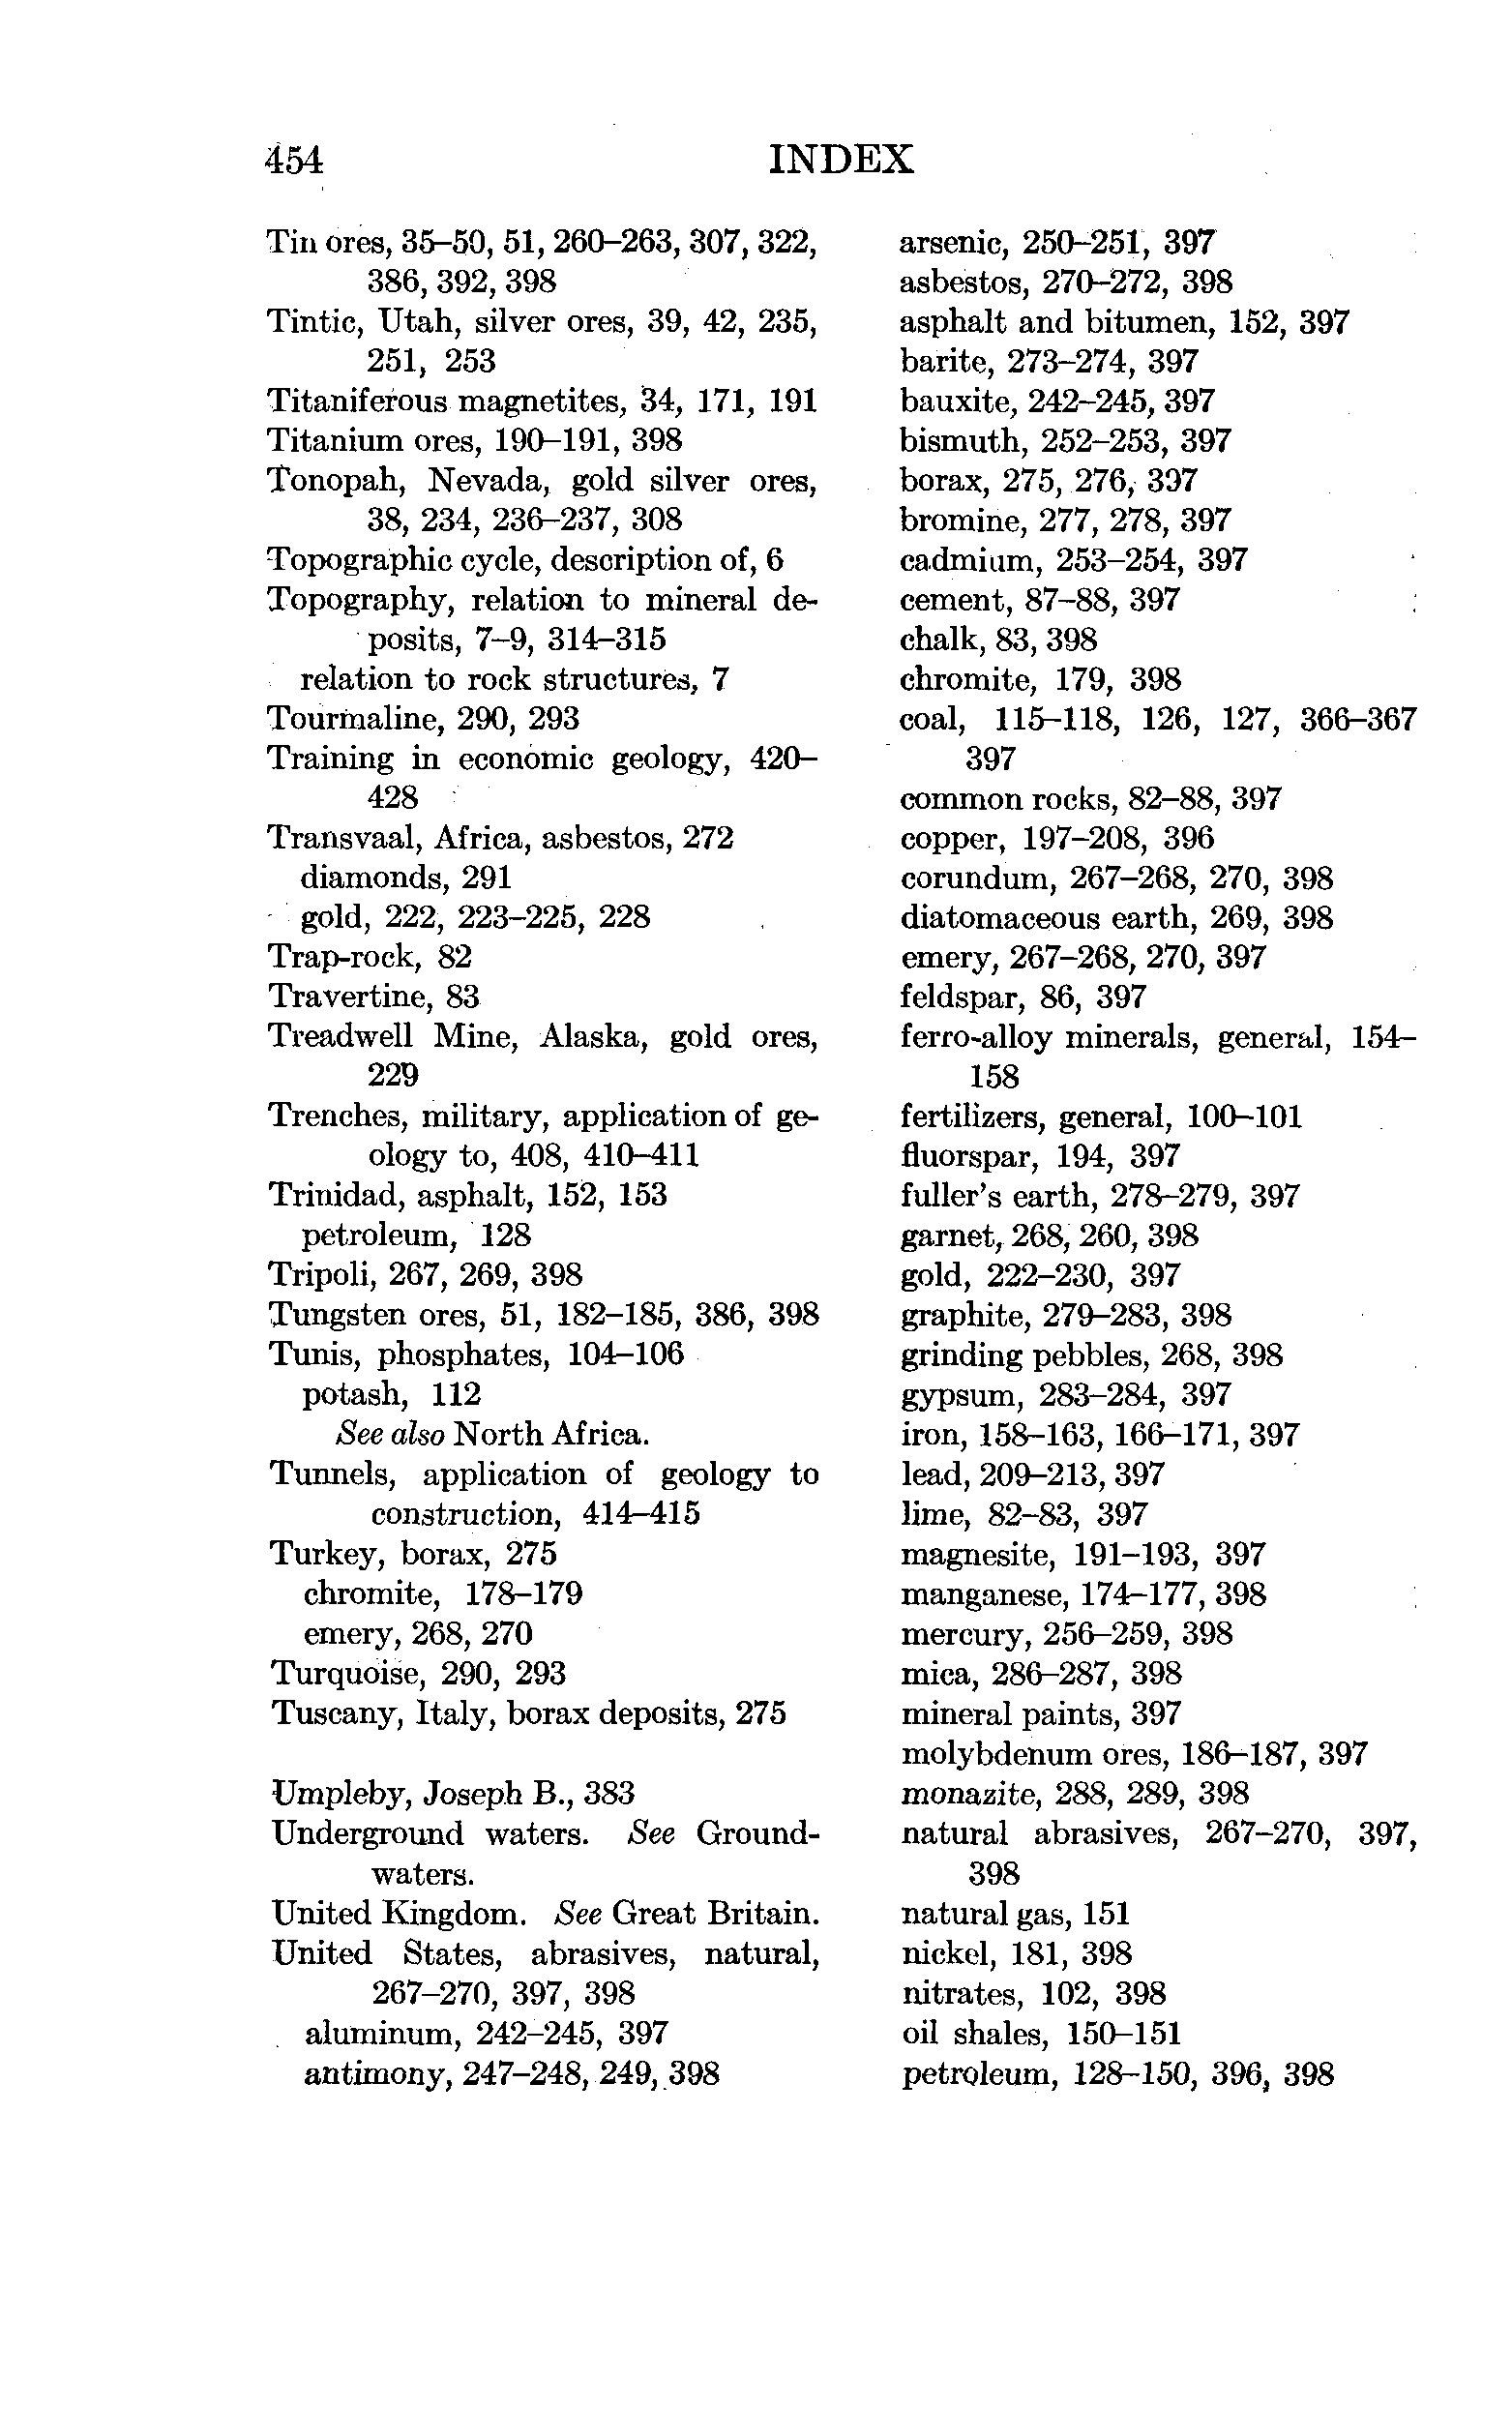 454 INDEX
Tin ores, 35–50, 51, 260–263, 307, 322,
386, 392, 398
Tintic, Utah, silver ores, 39, 42, 235,
251, 253
Titaniferous magnetites, 34, 171, 191
Titanium ores, 190–191, 398
Tonopah, Nevada, gold silver ores,
38, 234, 236–237, 308
Topographic cycle, description of, 6
Topography, relation to mineral de-
posits, 7–9, 314–315
relation to rock structures, 7
Tourmaline, 290, 293
Training in economic geology, 420–
428
Transvaal, Africa, asbestos, 272
diamonds, 291
gold, 222, 223–225, 228
Trap-rock, 82
Travertine, 83
Treadwell Mine, Alaska, gold ores,
229
Trenches, military, application of ge-
ology to, 408, 410–411
Trinidad, asphalt, 152, 153
petroleum, 128
Tripoli, 267, 269, 398
Tungsten ores, 51, 182–185, 386, 398
Tunis, phosphates, 104–106
potash, 112
See also North Africa.
Tunnels, application of geology to
construction, 414–415
Turkey, borax, 275
chromite, 178–179
emery, 268, 270
Turquoise, 290, 293
Tuscany, Italy, borax deposits, 275
Umpleby, Joseph B., 383
Underground waters. See Ground-
waters.
United Kingdom. See Great Britain.
United States, abrasives, natural,
267–270, 397, 398
aluminum, 242–245, 397
antimony, 247–248, 249, 398
arsenic, 250–251, 397
asbestos, 270–272, 398
asphalt and bitumen, 152, 397
barite, 273–274, 397
bauxite, 242–245, 397
bismuth, 252–253, 397
borax, 275, 276, 397
bromine, 277, 278, 397
cadmium, 253–254, 397
cement, 87–88, 397
chalk, 83, 398
chromite, 179, 398
coal, 115–118, 126, 127, 366–367
397
common rocks, 82–88, 397
copper, 197–208, 396
corundum, 267–268, 270, 398
diatomaceous earth, 269, 398
emery, 267–268, 270, 397
feldspar, 86, 397
ferro-alloy minerals, general, 154–
158
fertilizers, general, 100–101
fluorspar, 194, 397
fuller's earth, 278–279, 397
garnet, 268, 260, 398
gold, 222–230, 397
graphite, 279–283, 398
grinding pebbles, 268, 398
gypsum, 283–284, 397
iron, 158–163, 166–171, 397
lead, 209–213, 397
lime, 82–83, 397
magnesite, 191–193, 397
manganese, 174–177, 398
mercury, 256–259, 398
mica, 286–287, 398
mineral paints, 397
molybdenum ores, 186–187, 397
monazite, 288, 289, 398
natural abrasives, 267–270, 397,
398
natural gas, 151
nickel, 181, 398
nitrates, 102, 398
oil shales, 150–151
petroleum, 128–150, 396, 398